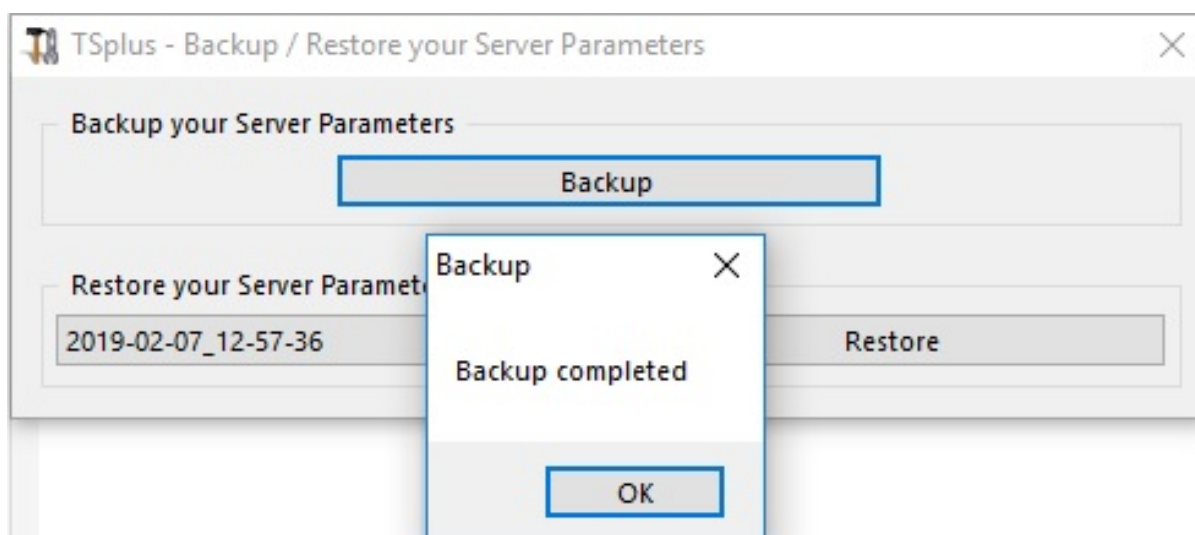 TSplus - Backup / Restore your Server Parameters
Backup your Server Parameters
Backup
Restore your Server
2019-02-07_12-57-36
Restore
Backup
Backup completed
OK